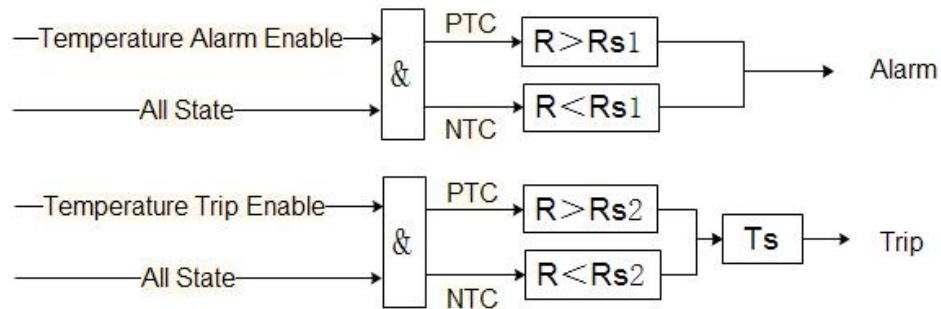 Temperature Alarm Enable
All State
&
PTC
NTC
R＞Rs1
R＜Rs1
Alarm
Temperature Trip Enable
All State
&
PTC
NTC
R＞Rs2
R＜Rs2
Ts
Trip